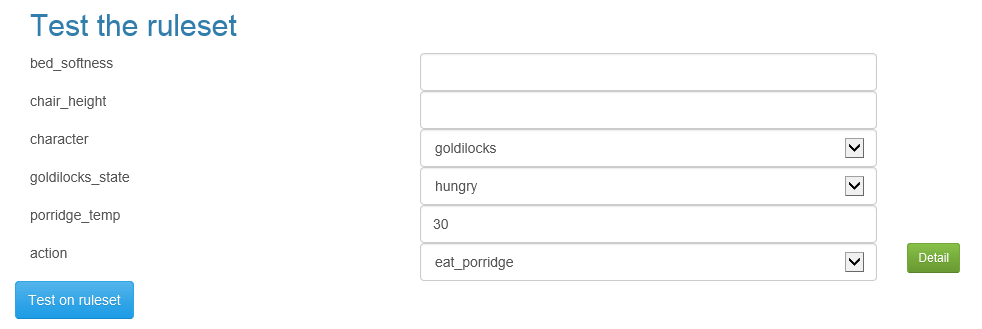 Test the ruleset
bed_softness
chair_height
character goldilocks
goldilocks_state hungry
porridge_temp 30
action eat_porridge Detail
Test on ruleset